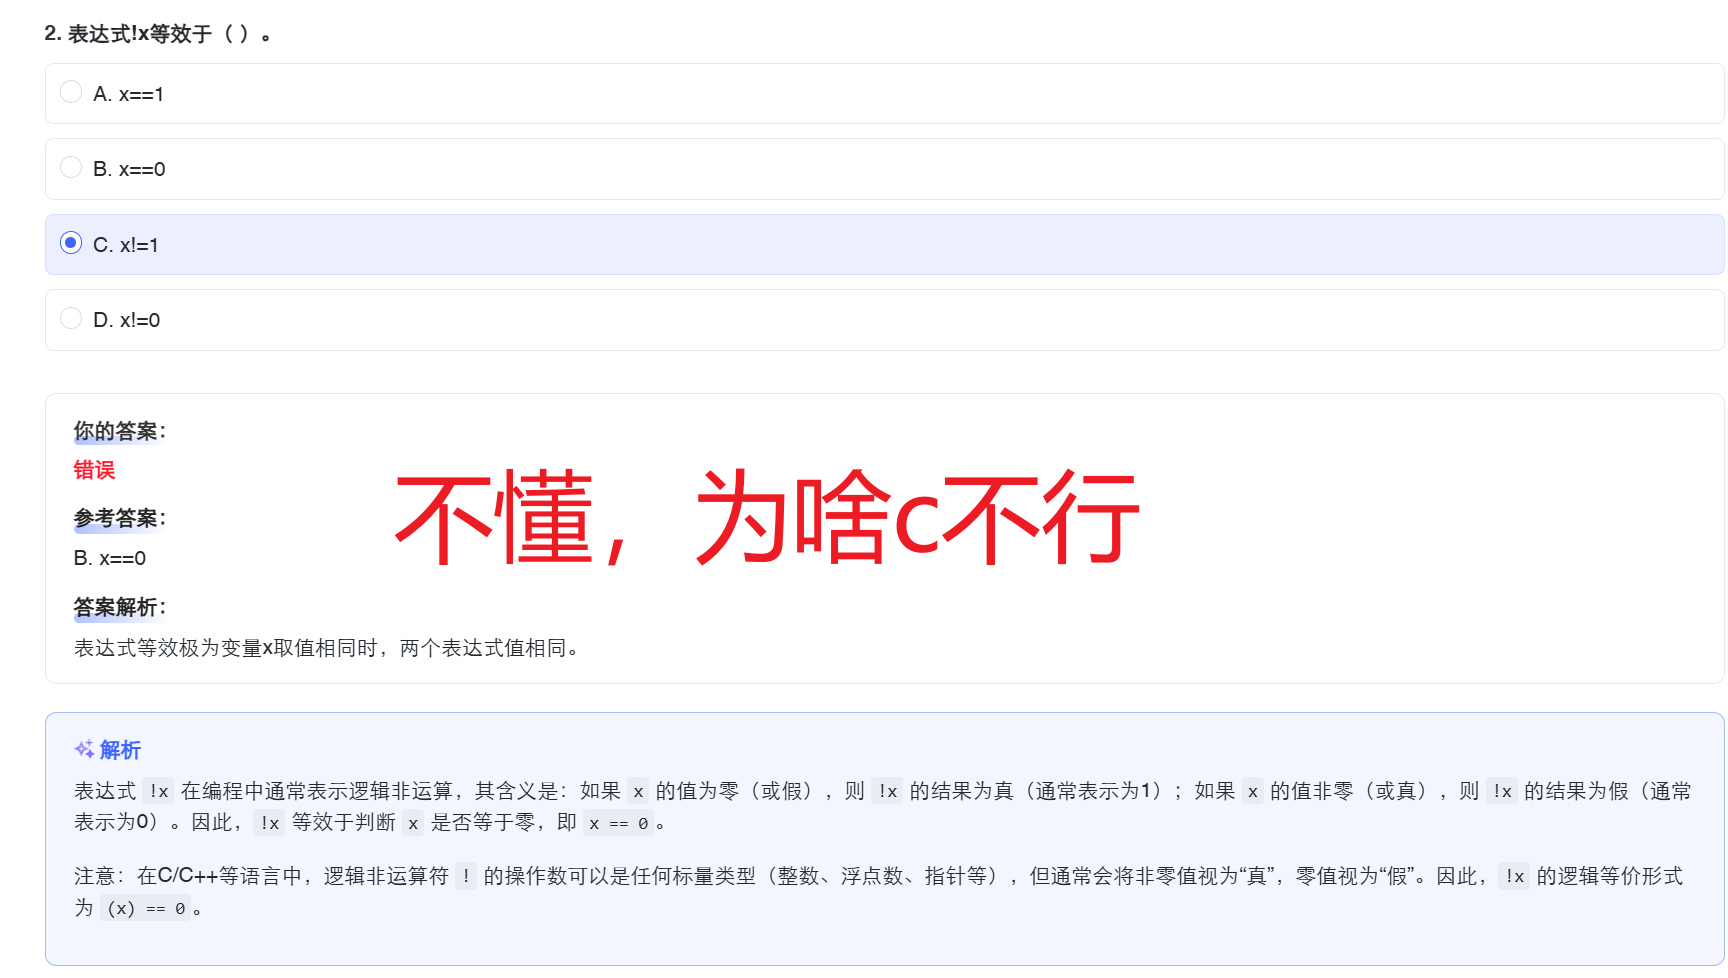 2. 表达式!x等效于（ ）。
A. x==1
B. x==0
C. x!=1
D. x!=0
你的答案：
错误
参考答案：
B. x==0
答案解析：
表达式等效极为变量x取值相同时，两个表达式值相同。
不懂，为啥c不行
解析
表达式 !x 在编程中通常表示逻辑非运算，其含义是：如果 x 的值为零（或假），则 !x 的结果为真（通常表示为1）；如果 x 的值非零（或真），则 !x 的结果为假（通常
表示为0）。因此， !x 等效于判断 x 是否等于零，即 x == 0 。
注意：在C/C++等语言中，逻辑非运算符 ! 的操作数可以是任何标量类型（整数、浮点数、指针等），但通常会将非零值视为“真”，零值视为“假”。因此， !x 的逻辑等价形式
为 (x) == 0 。